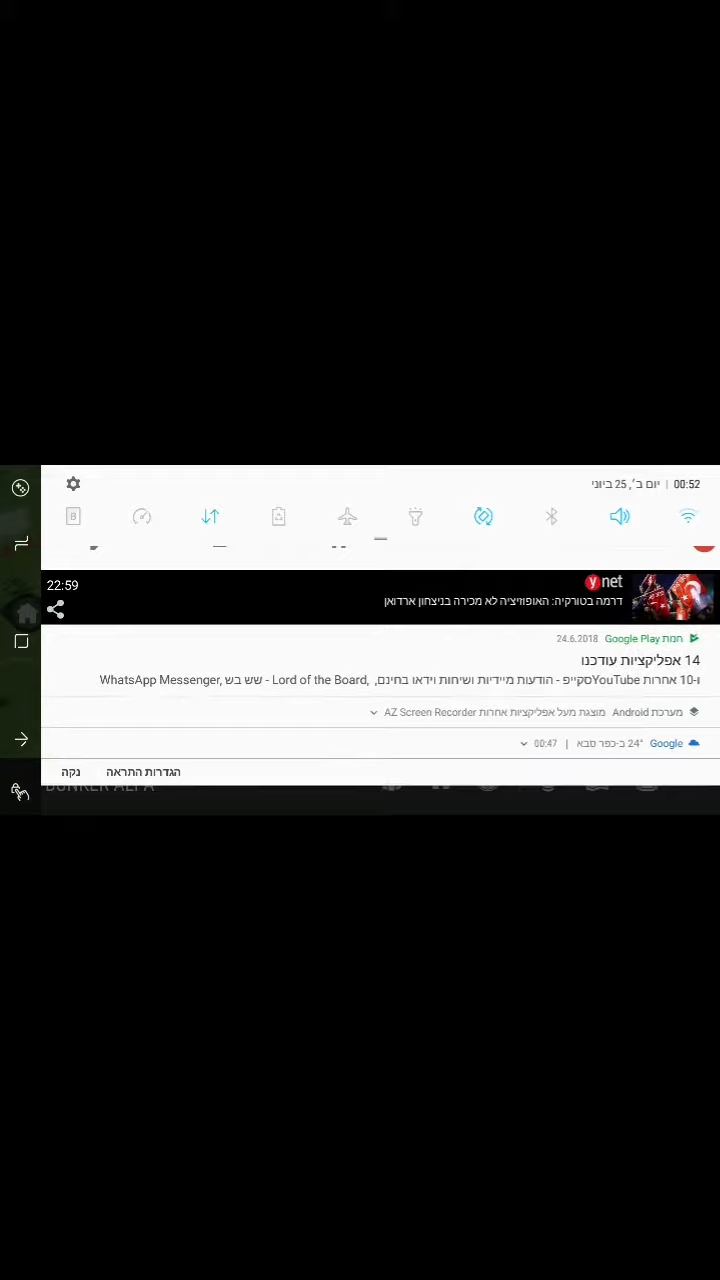 00:52 | יום ב׳, 25 ביוני
22:59
ynet
דרמה בטורקיה: האופוזיציה לא מכירה בניצחון ארדואן
חנות Google Play 24.6.2018
14 אפליקציות עודכנו
ו-10 אחרות YouTubeסקייפ - הודעות מיידיות ושיחות וידאו בחינם, Lord of the Board, - שש בש, WhatsApp Messenger
מערכת Android מוצגת מעל אפליקציות אחרות AZ Screen Recorder
Google 24° ב-כפר סבא | 00:47
הגדרות התראה נקה
BUNKER ALFA